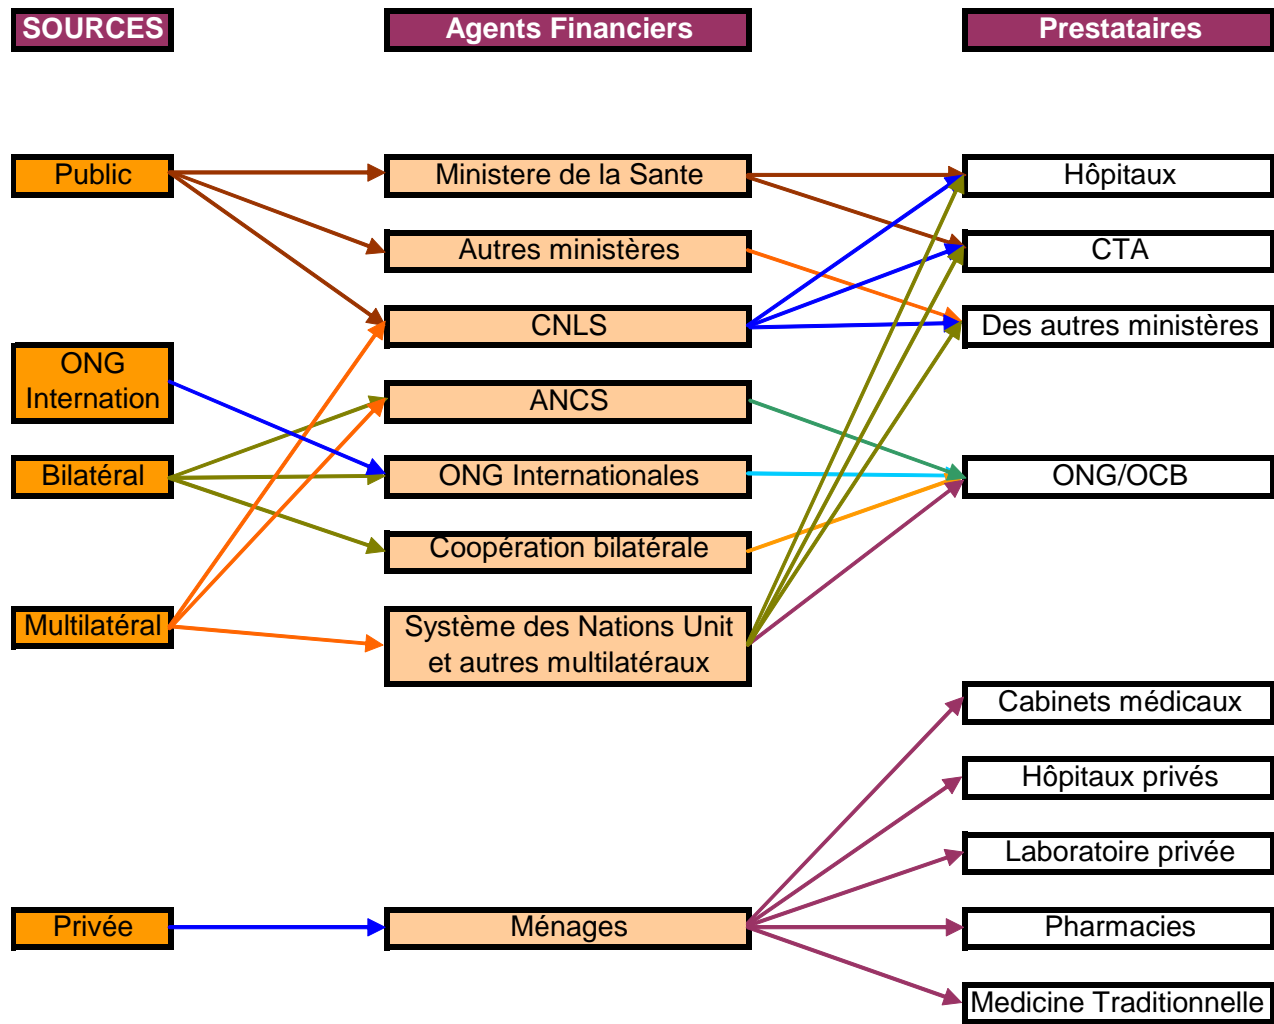 SOURCES
Agents Financiers
Prestataires
Public
Ministere de la Sante
Hôpitaux
Autres ministères
CTA
CNLS
Des autres ministères
ONG
Internation
ANCS
Bilatéral
ONG Internationales
ONG/OCB
Coopération bilatérale
Multilatéral
Système des Nations Unit
et autres multilatéraux
Cabinets médicaux
Hôpitaux privés
Laboratoire privée
Privée
Ménages
Pharmacies
Medicine Traditionnelle